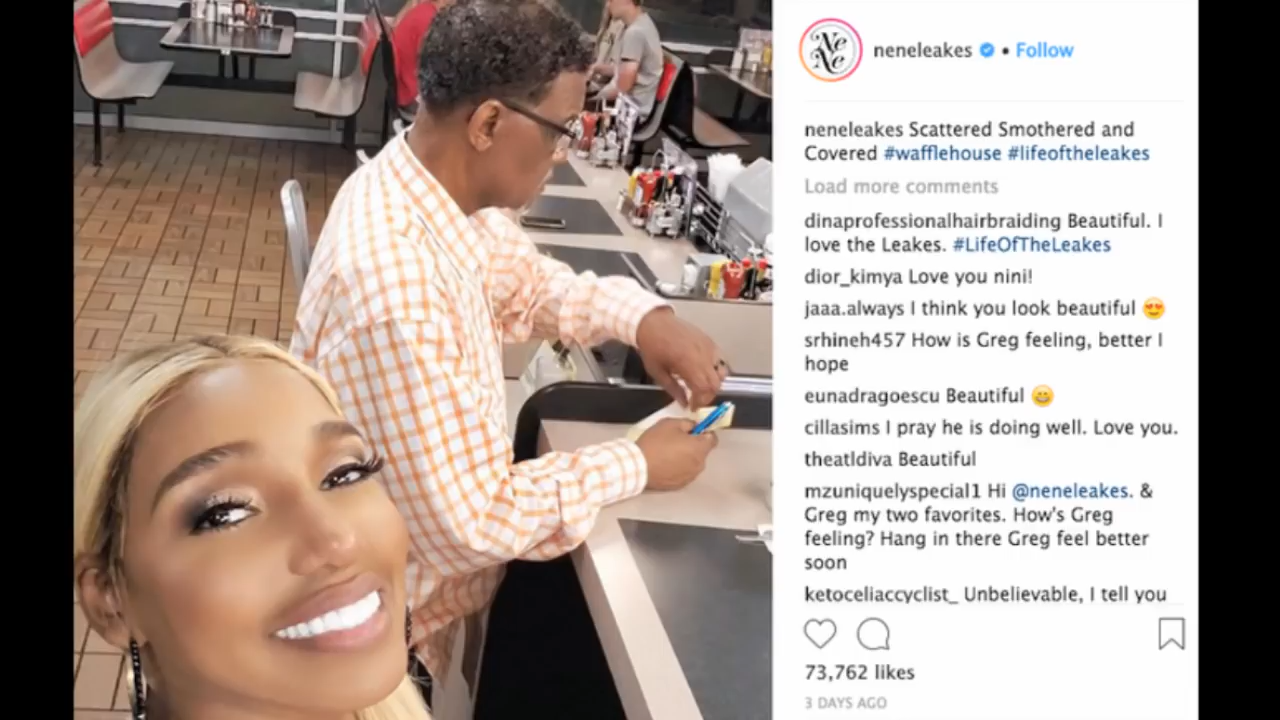 Ne
Ne
neneleakes • Follow
neneleakes Scattered Smothered and
Covered #wafflehouse #lifeoftheleakes
Load more comments
dinaprofessionalhairbraiding Beautiful. I
love the Leakes. #LifeOfTheLeakes
dior_kimya Love you nini!
jaaa.always I think you look beautiful 😍
srhineh457 How is Greg feeling, better I
hope
eunadragoescu Beautiful 😁
cillasims I pray he is doing well. Love you.
theatldiva Beautiful
mzuniquelyspecial1 Hi @neneleakes. &
Greg my two favorites. How's Greg
feeling? Hang in there Greg feel better
soon
ketoceliaccyclist_ Unbelievable, I tell you
73,762 likes
3 DAYS AGO